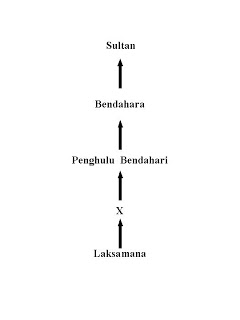 Sultan
Bendahara
Penghulu Bendahari
X
Laksamana